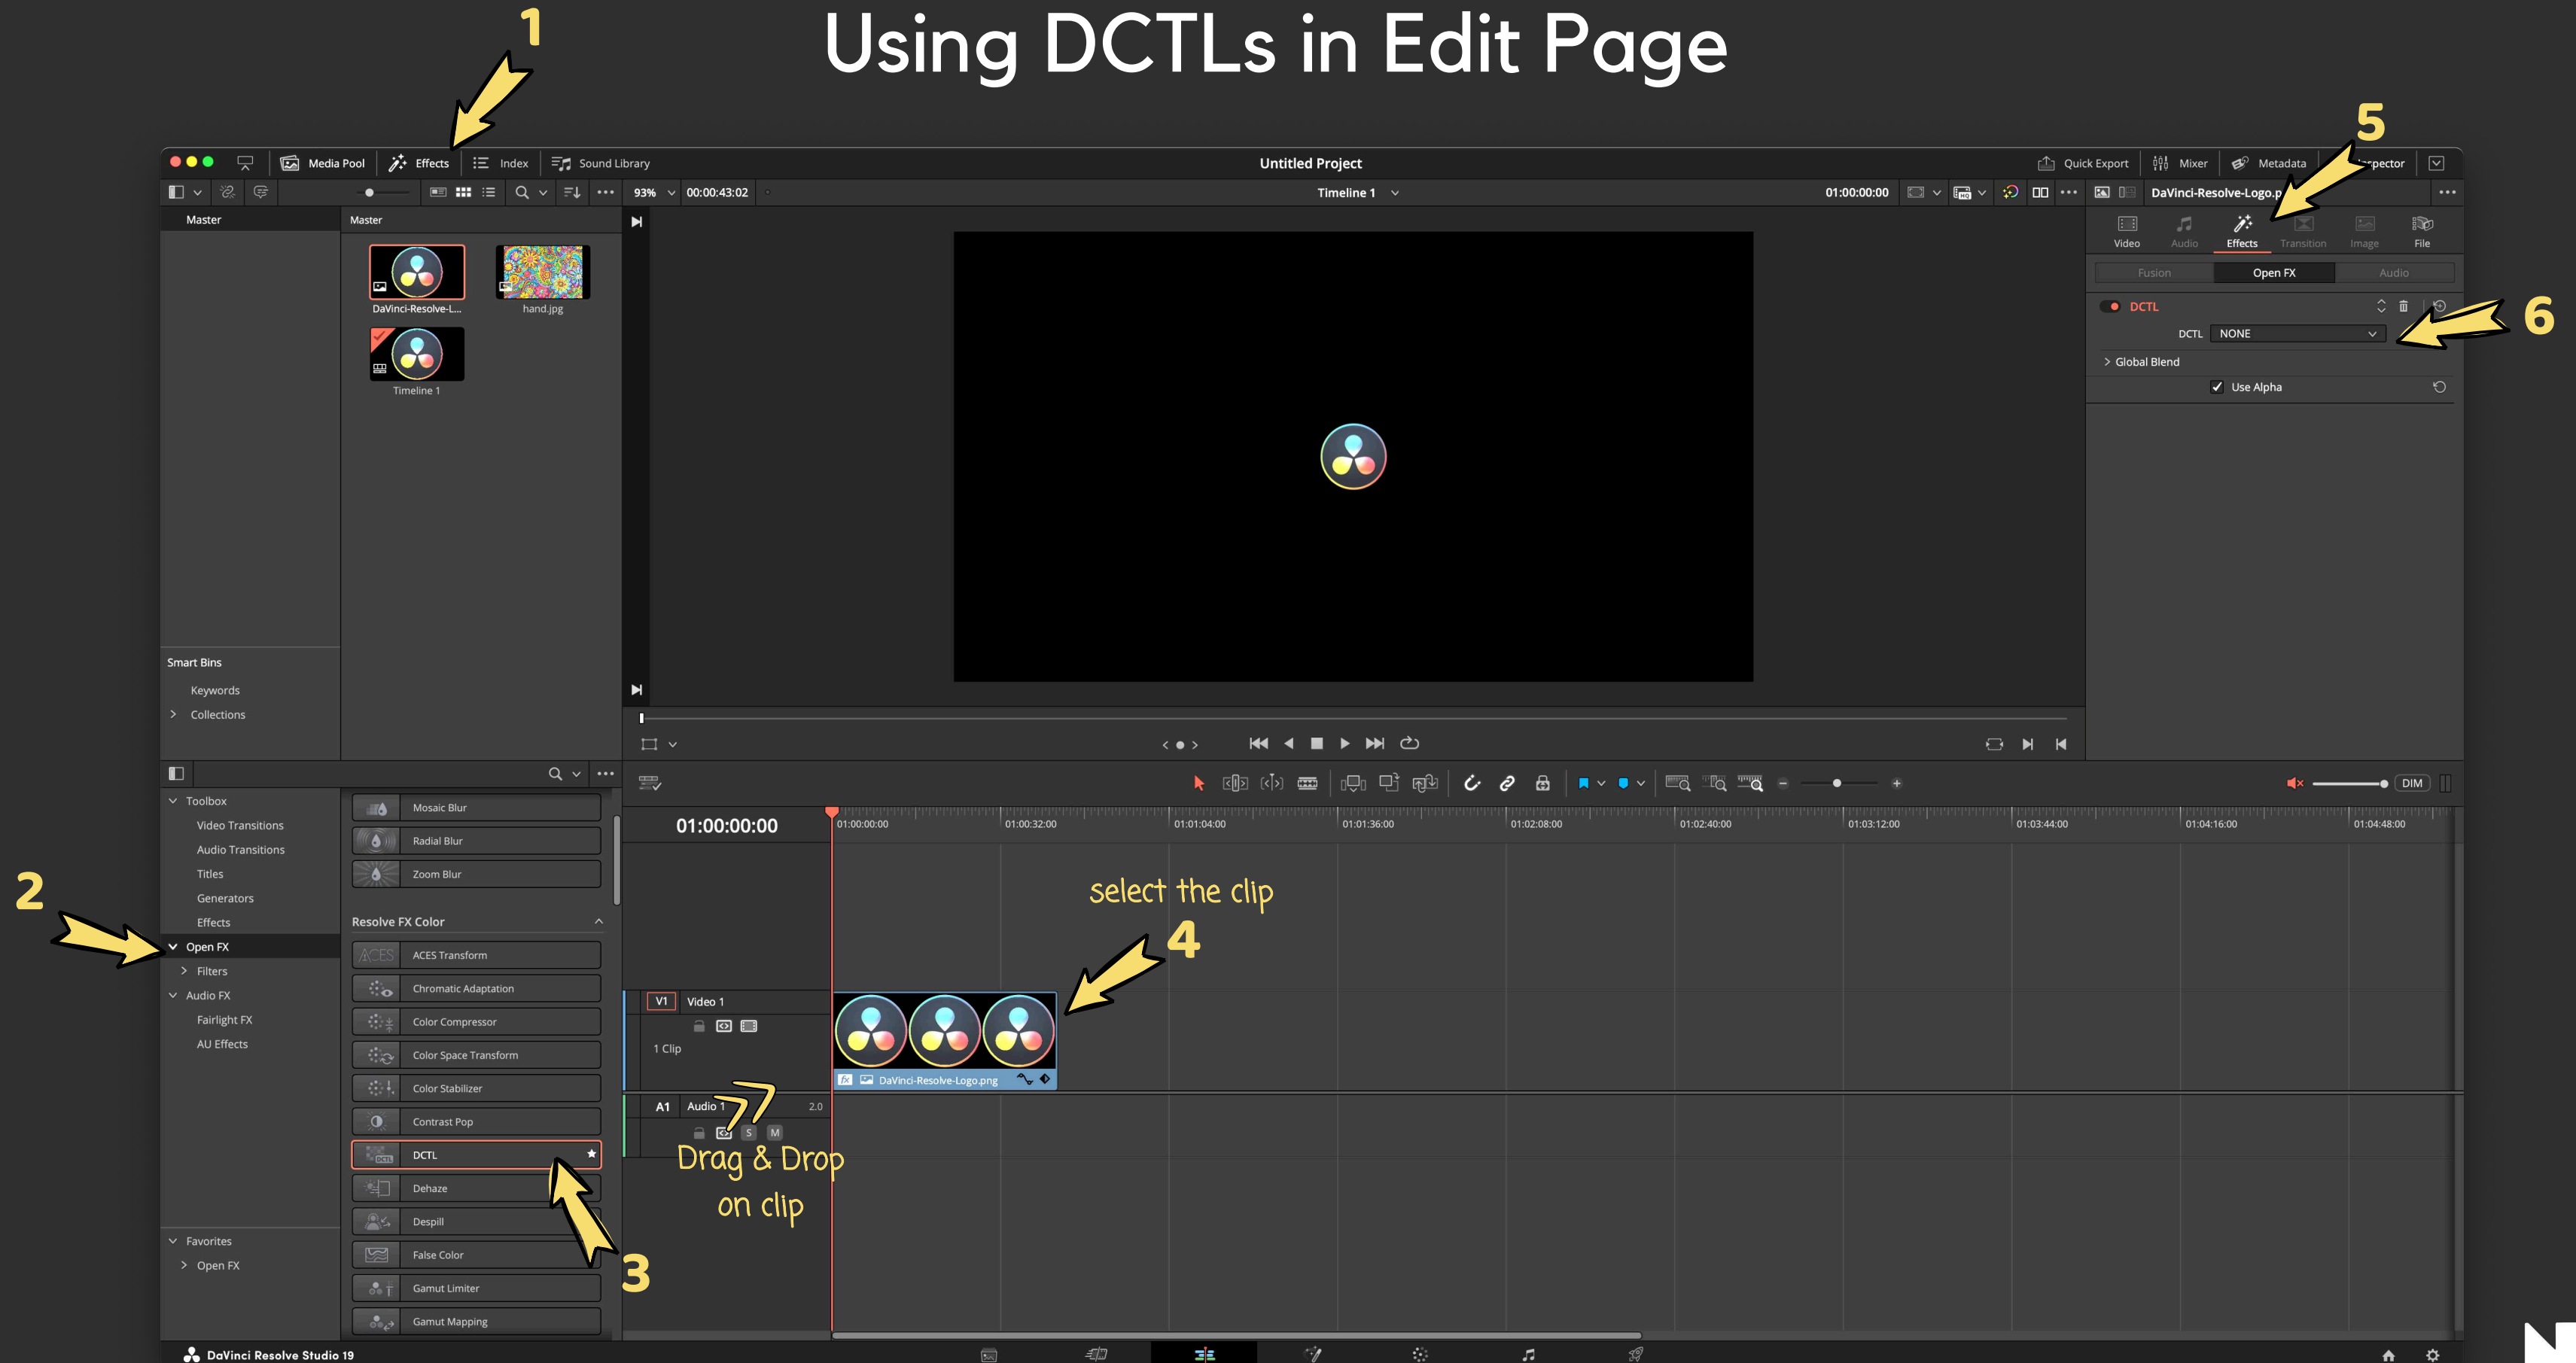 Using DCTLs in Edit Page
1
5
Media Pool
Effects
Index
Sound Library
Untitled Project
Quick Export
Mixer
Metadata
spector
93%
00:00:43:02
Timeline 1
01:00:00:00
DaVinci-Resolve-Logo.p
Master
Master
DaVinci-Resolve-L...
hand.jpg
Timeline 1
Video
Audio
Effects
Transition
Image
File
Fusion
Open FX
Audio
DCTL
6
DCTL
NONE
Global Blend
Use Alpha
Smart Bins
Keywords
Collections
DIM
Toolbox
Video Transitions
Audio Transitions
Titles
Generators
Effects
2
Open FX
Filters
Audio FX
Fairlight FX
AU Effects
Favorites
Open FX
Mosaic Blur
Radial Blur
Zoom Blur
Resolve FX Color
ACES
ACES Transform
Chromatic Adaptation
Color Compressor
Color Space Transform
Color Stabilizer
Contrast Pop
DCTL
DCTL
Dehaze
Despill
False Color
Gamut Limiter
Gamut Mapping
3
01:00:00:00
01:00:00:00
01:00:32:00
01:01:04:00
01:01:36:00
01:02:08:00
01:02:40:00
01:03:12:00
01:03:44:00
01:04:16:00
01:04:48:00
select the clip
4
V1
Video 1
1 Clip
fx
DaVinci-Resolve-Logo.png
A1
Audio 1
2.0
S
M
Drag & Drop
on clip
DaVinci Resolve Studio 19
N